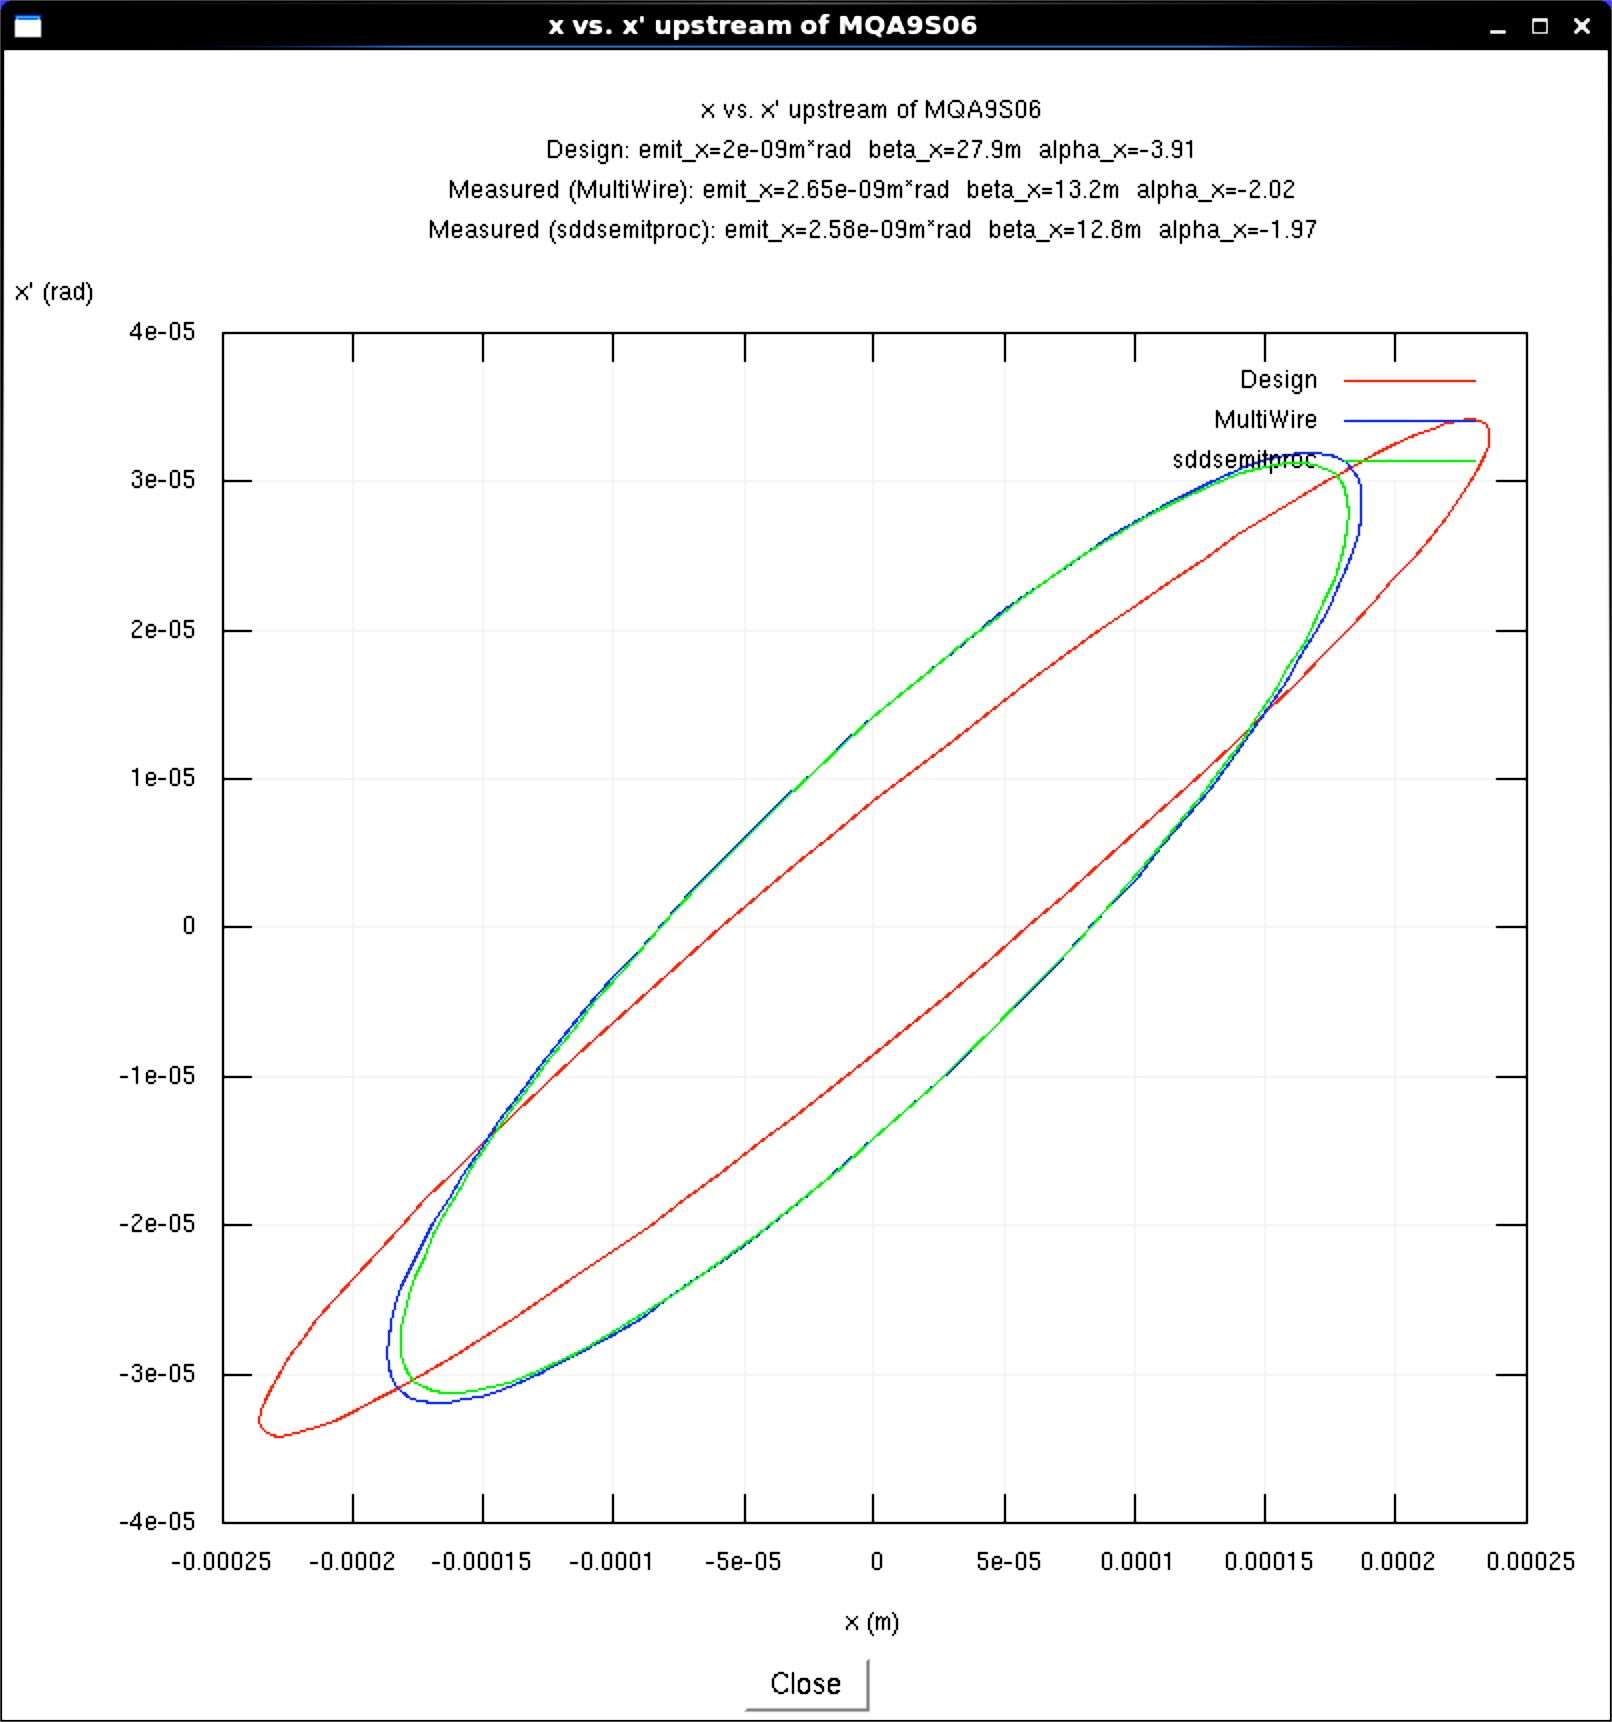 x vs. x' upstream of MQA9S06
x vs. x' upstream of MQA9S06
Design: emit_x=2e-09m*rad  beta_x=27.9m  alpha_x=-3.91
Measured (MultiWire): emit_x=2.65e-09m*rad  beta_x=13.2m  alpha_x=-2.02
Measured (sddsemitproc): emit_x=2.58e-09m*rad  beta_x=12.8m  alpha_x=-1.97
x' (rad)
4e-05
Design
MultiWire
sddsemitproc
3e-05
2e-05
1e-05
0
-1e-05
-2e-05
-3e-05
-4e-05
-0.00025 -0.0002 -0.00015 -0.0001 -5e-05 0 5e-05 0.0001 0.00015 0.0002 0.00025
x (m)
Close